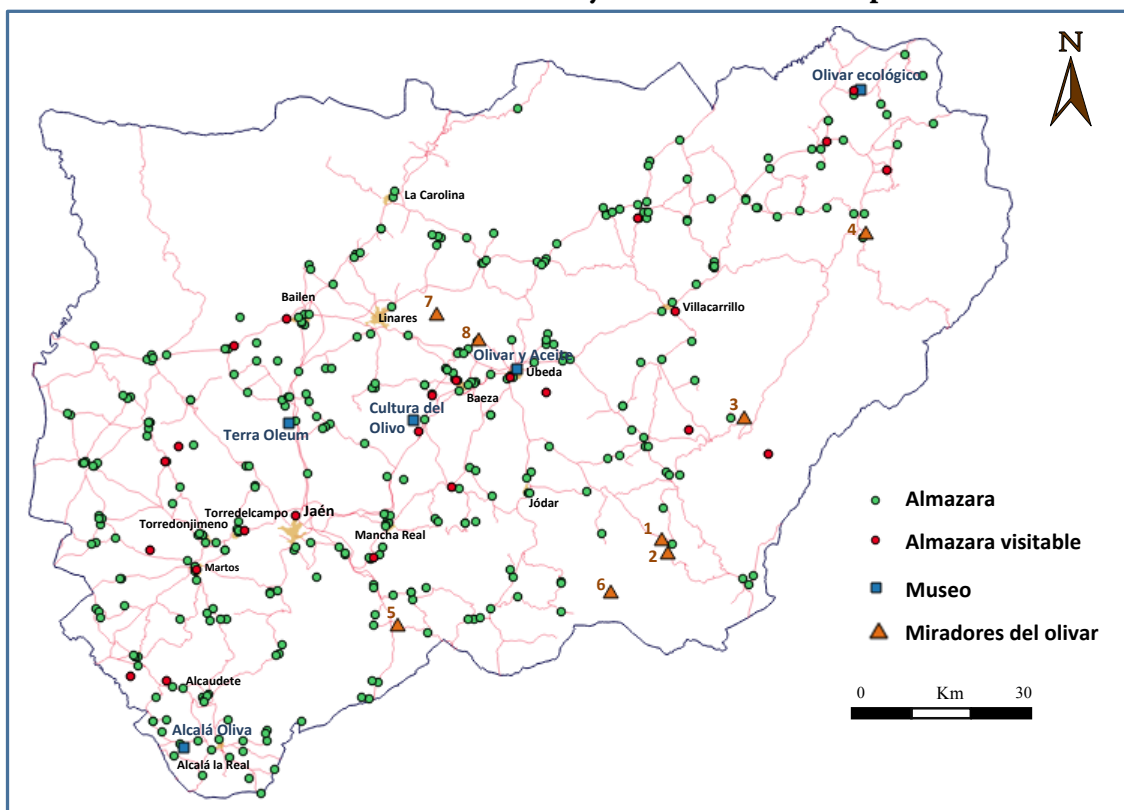 N
Olivar ecológico
La Carolina
4
Bailen
7
Linares
Villacarrillo
8
Olivar y Aceite
Úbeda
Baeza
Cultura del
Olivo
3
Terra Oleum
Jódar
Torredelcampo
Jaén
Torredonjimeno
Mancha Real
1
2
Martos
6
5
Alcaudete
Alcalá Oliva
Alcalá la Real
Almazara
Almazara visitable
Museo
Miradores del olivar
0 Km 30